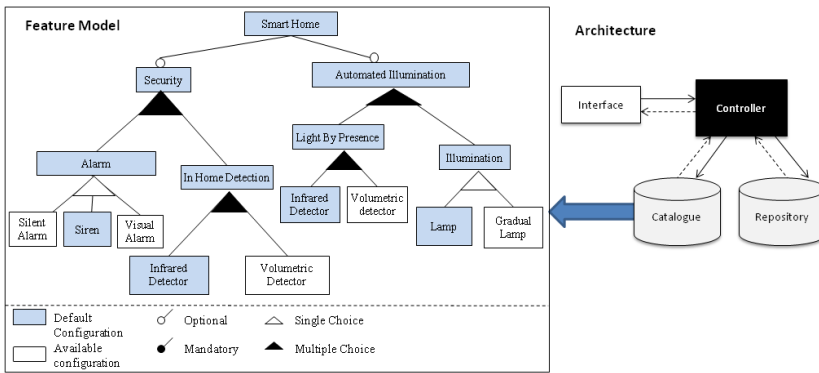 Feature Model
Smart Home
Security
Automated Illumination
Light By Presence
Illumination
Alarm
In Home Detection
Infrared
Detector
Volumetric
detector
Silent
Alarm
Siren
Visual
Alarm
Lamp
Gradual
Lamp
Infrared
Detector
Volumetric
Detector
Default
Configuration
Optional
Single Choice
Available
configuration
Mandatory
Multiple Choice
Architecture
Interface
Controller
Catalogue
Repository